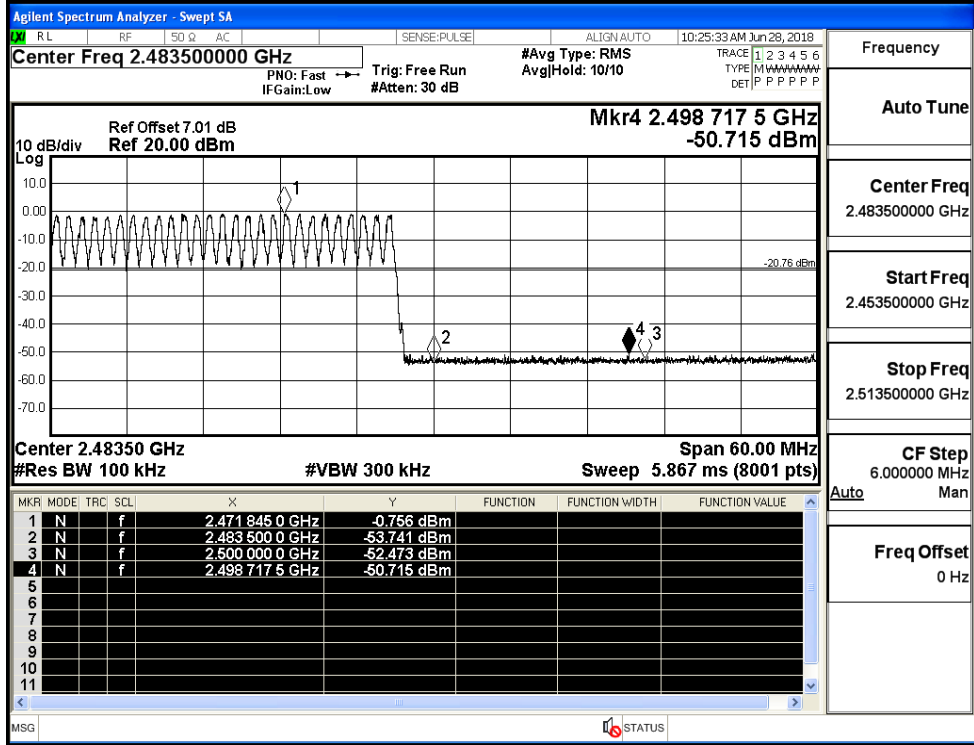 Agilent Spectrum Analyzer - Swept SA
LXI RL RF 50 Ω AC SENSE:PULSE ALIGN AUTO 10:25:33 AM Jun 28, 2018
Center Freq 2.483500000 GHz
PNO: Fast
IFGain:Low
Trig: Free Run
#Atten: 30 dB
#Avg Type: RMS
Avg|Hold: 10/10
TRACE 1 2 3 4 5 6
TYPE M
DET P P P P P P
Mkr4 2.498 717 5 GHz
-50.715 dBm
Ref Offset 7.01 dB
10 dB/div Ref 20.00 dBm
Log
10.0
0.00
-10.0
-20.0
-30.0
-40.0
-50.0
-60.0
-70.0
1
2
4
3
-20.76 dBm
Center 2.48350 GHz Span 60.00 MHz
#Res BW 100 kHz #VBW 300 kHz Sweep 5.867 ms (8001 pts)
MKR MODE TRC SCL X Y FUNCTION FUNCTION WIDTH FUNCTION VALUE
1 N f 2.471 845 0 GHz -0.756 dBm
2 N f 2.483 500 0 GHz -53.741 dBm
3 N f 2.500 000 0 GHz -52.473 dBm
4 N f 2.498 717 5 GHz -50.715 dBm
5
6
7
8
9
10
11
MSG STATUS
Frequency
Auto Tune
Center Freq
2.483500000 GHz
Start Freq
2.453500000 GHz
Stop Freq
2.513500000 GHz
CF Step
6.000000 MHz
Auto Man
Freq Offset
0 Hz